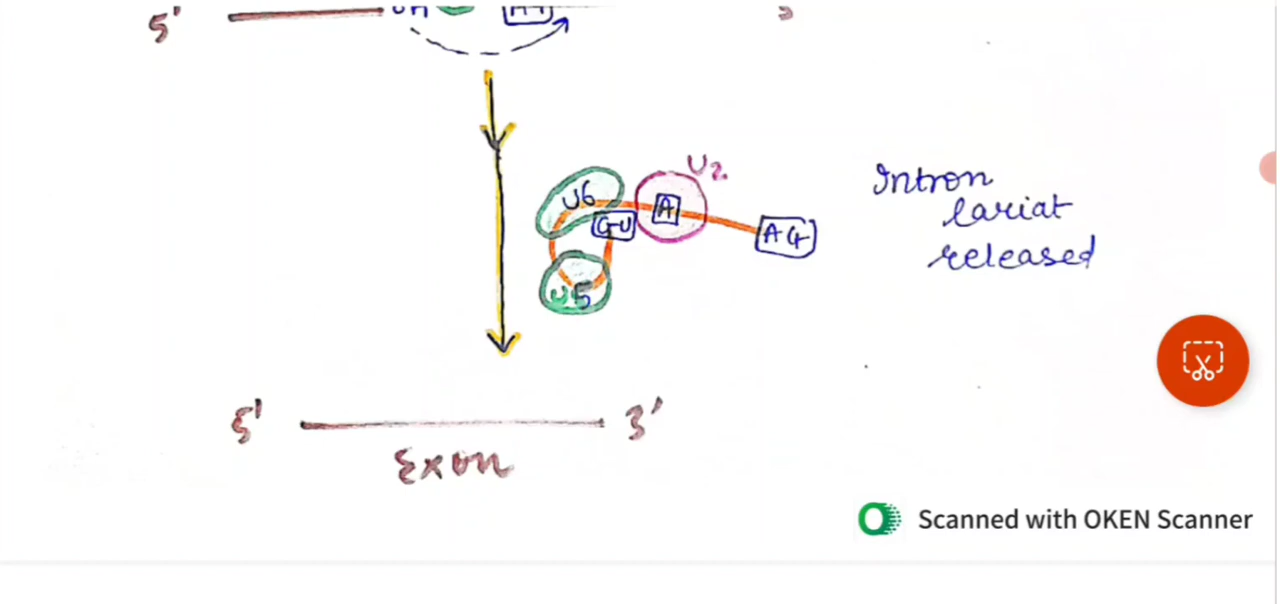 5'
U2
U6
A
GU
AG
U5
Intron
lariat
released
5'
3'
Exon
Scanned with OKEN Scanner